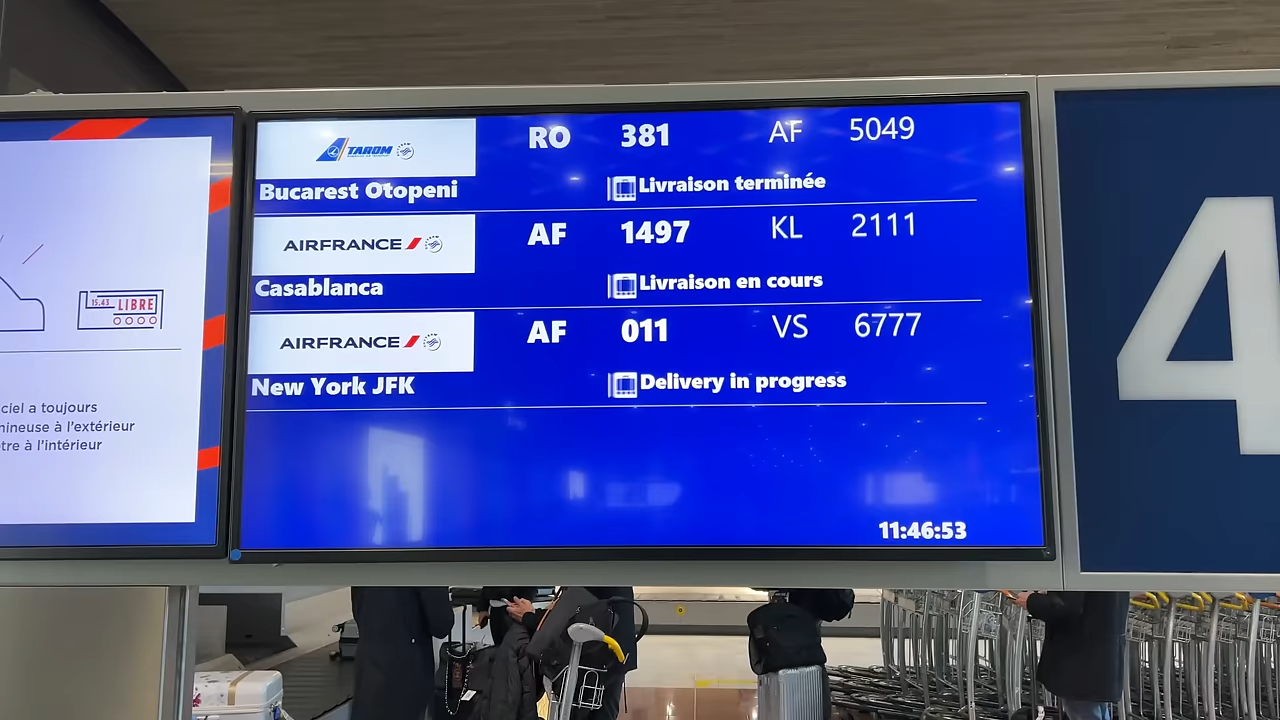 TAROM
RO 381 AF 5049
Bucarest Otopeni
Livraison terminée
AIRFRANCE
AF 1497 KL 2111
Casablanca
Livraison en cours
AIRFRANCE
AF 011 VS 6777
New York JFK
Delivery in progress
11:46:53
15.43 LIBRE
ciel a toujours
mineuse à l'extérieur
tre à l'intérieur
4